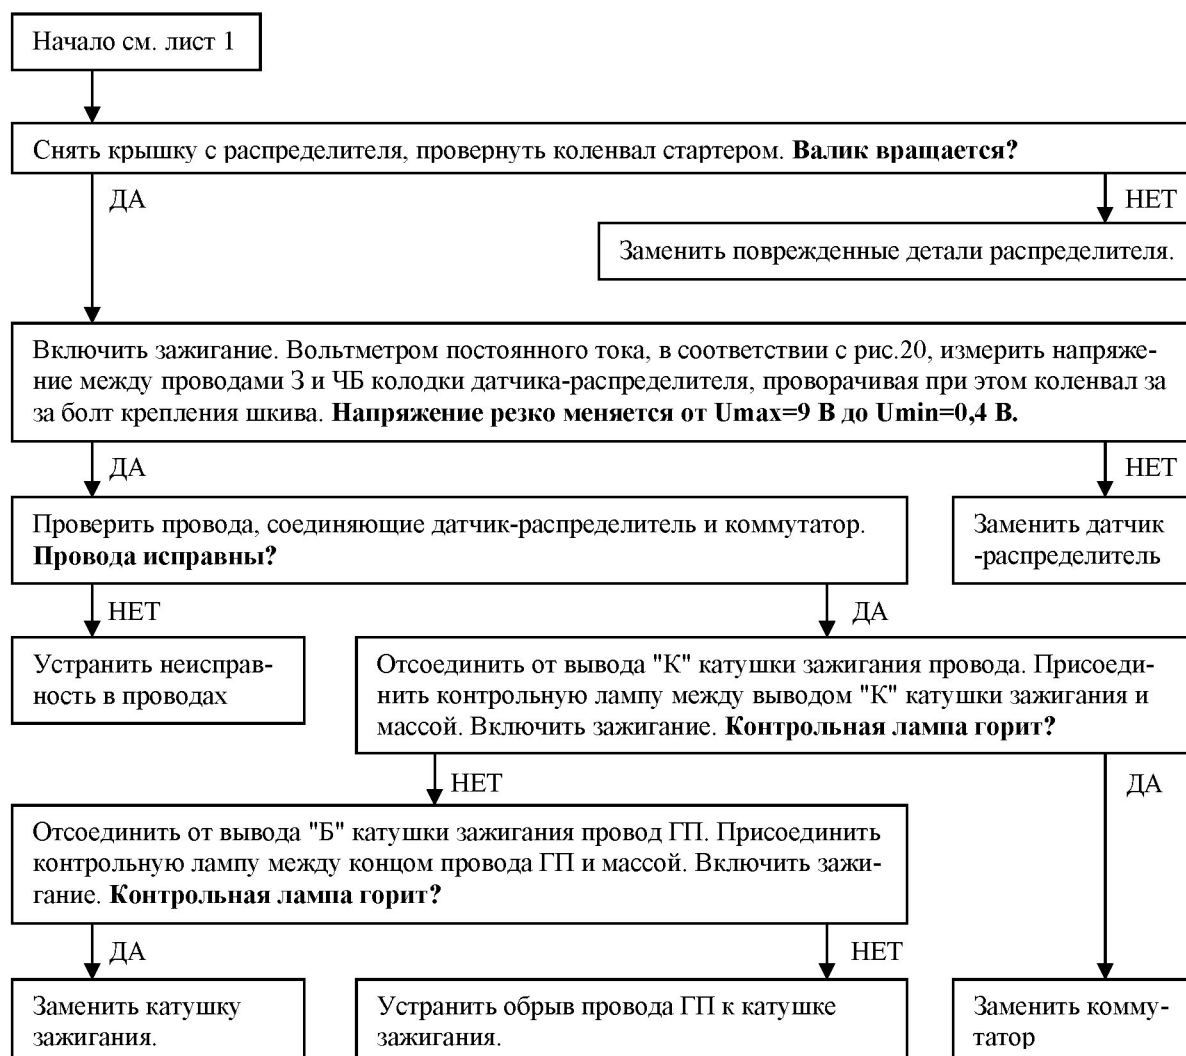 Начало см. лист 1
Снять крышку с распределителя, провернуть коленвал стартером. Валик вращается?
ДА
НЕТ
Заменить поврежденные детали распределителя.
Включить зажигание. Вольтметром постоянного тока, в соответствии с рис.20, измерить напряже-
ние между проводами З и ЧБ колодки датчика-распределителя, проворачивая при этом коленвал за
за болт крепления шкива. Напряжение резко меняется от Umax=9 В до Umin=0,4 В.
ДА
НЕТ
Проверить провода, соединяющие датчик-распределитель и коммутатор.
Провода исправны?
Заменить датчик
-распределитель
НЕТ
ДА
Устранить неисправ-
ность в проводах
Отсоединить от вывода "К" катушки зажигания провода. Присоеди-
нить контрольную лампу между выводом "К" катушки зажигания и
массой. Включить зажигание. Контрольная лампа горит?
НЕТ
ДА
Отсоединить от вывода "Б" катушки зажигания провод ГП. Присоединить
контрольную лампу между концом провода ГП и массой. Включить зажи-
гание. Контрольная лампа горит?
ДА
НЕТ
Заменить катушку
зажигания.
Устранить обрыв провода ГП к катушке
зажигания.
Заменить комму-
татор